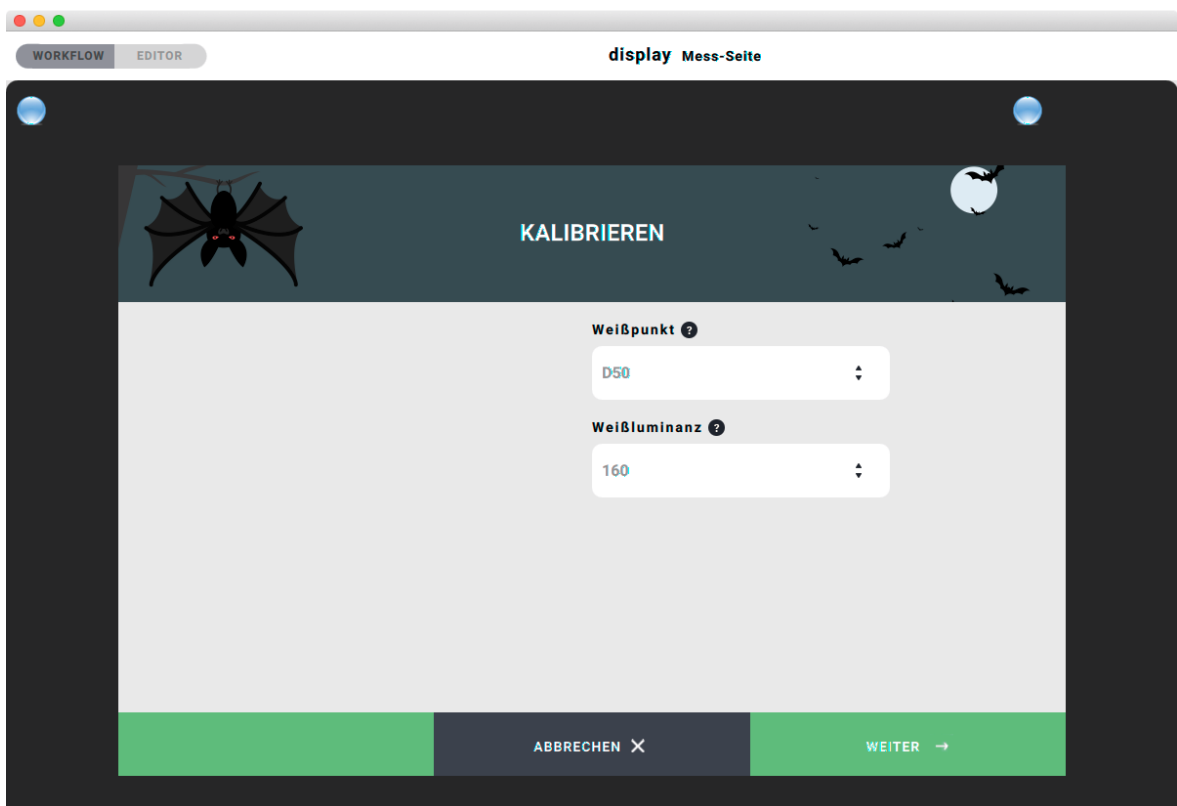 WORKFLOW EDITOR display Mess-Seite
KALIBRIEREN
Weißpunkt ?
D50
Weißluminanz ?
160
ABBRECHEN ✕ WEITER →